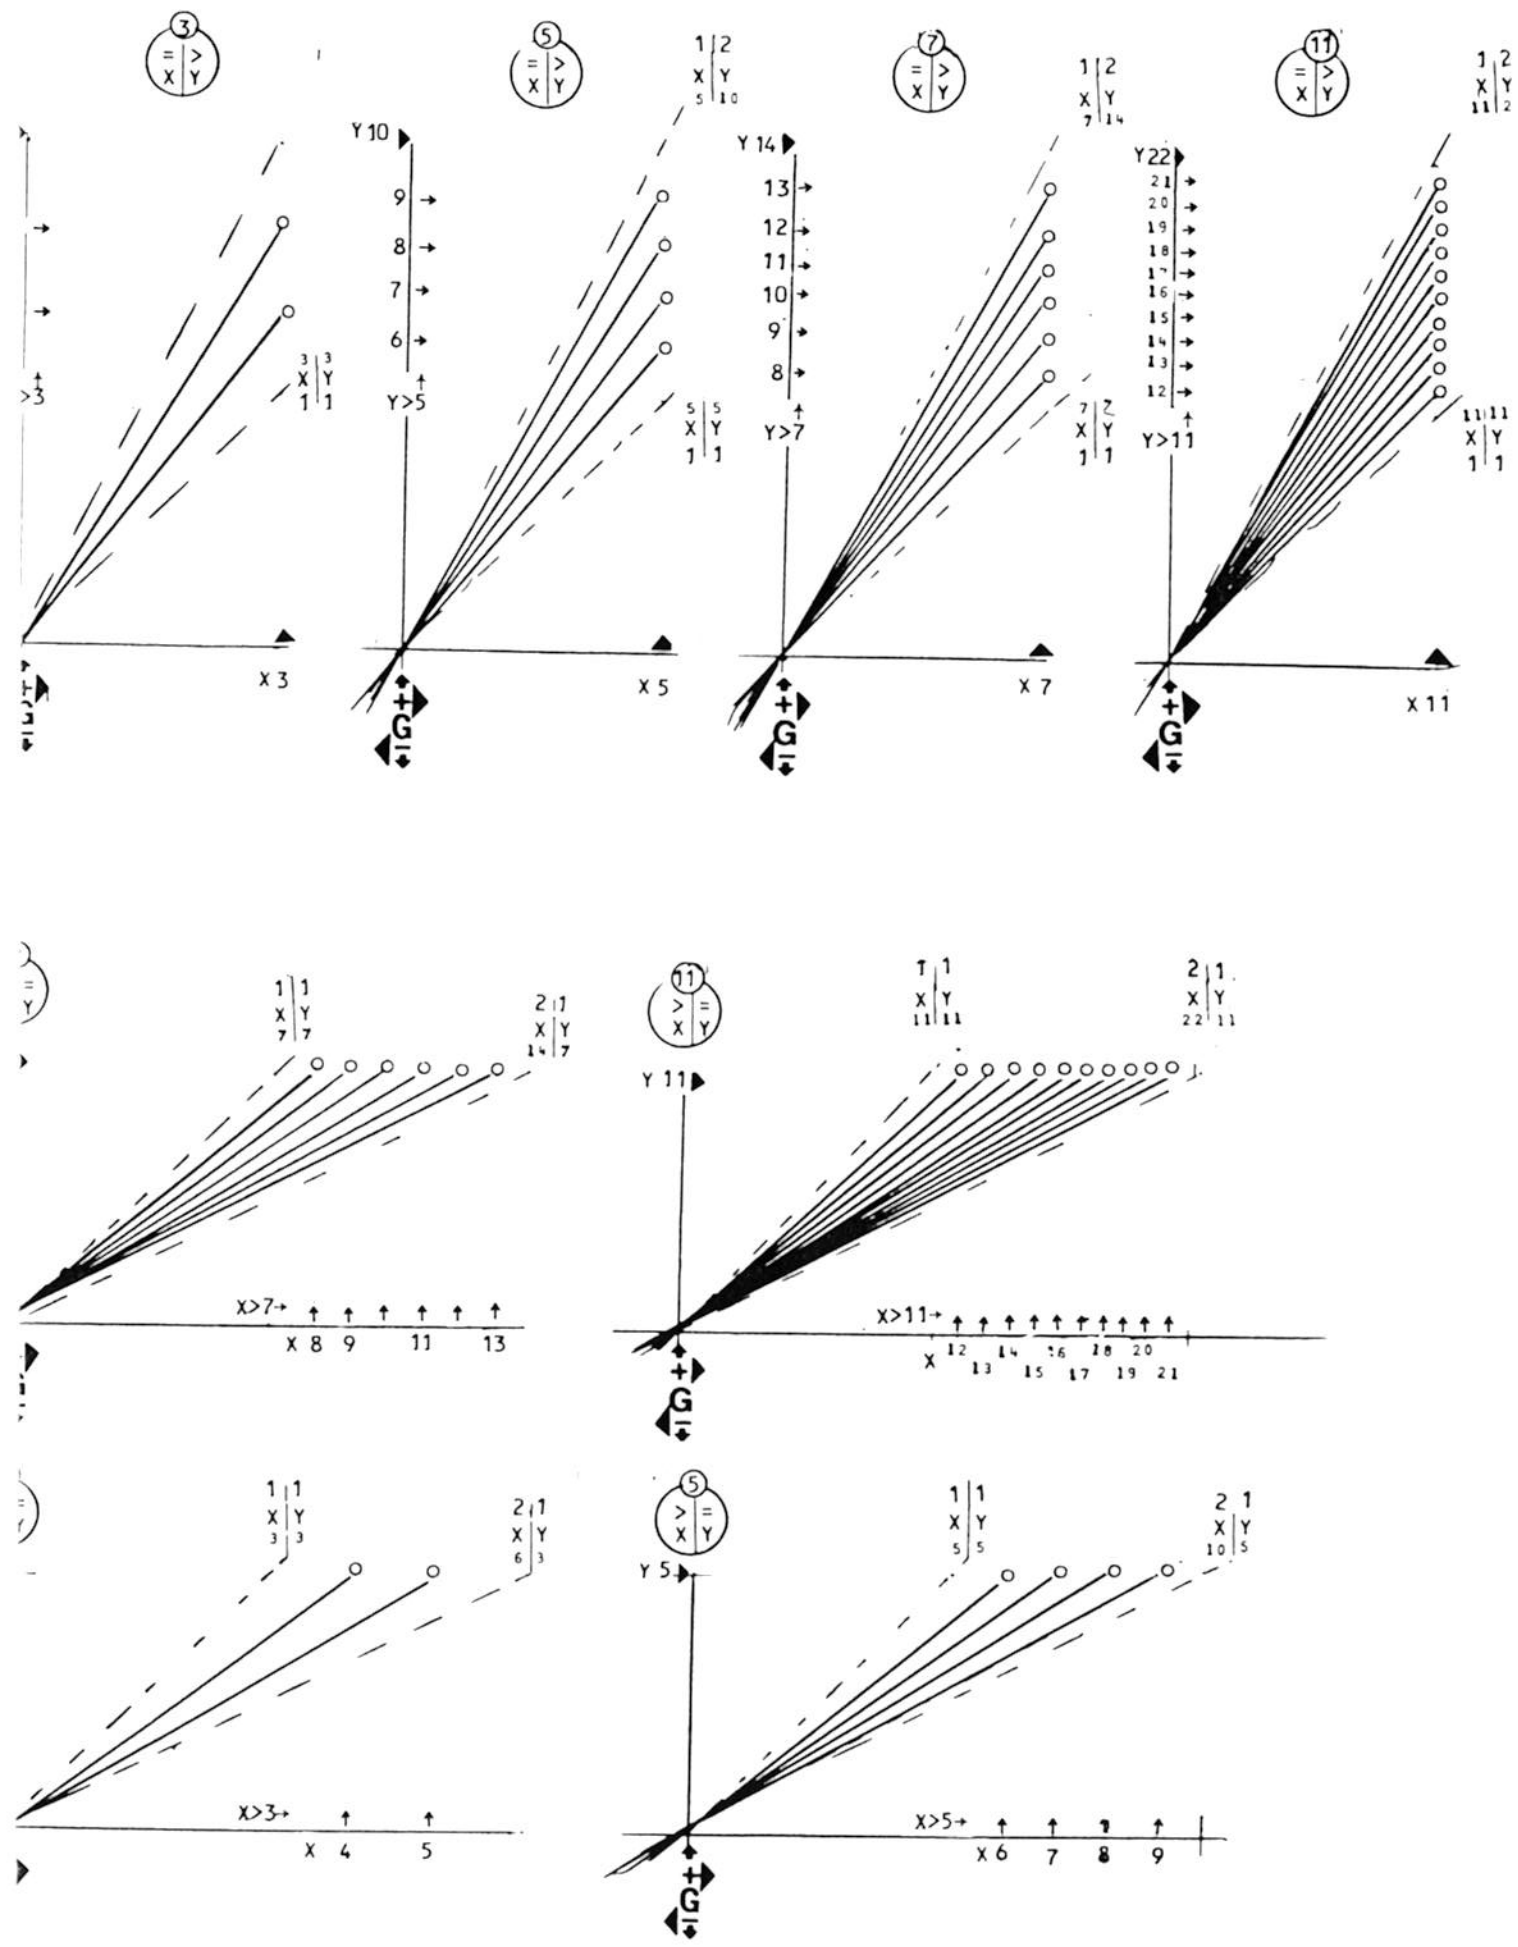 3
= | >
X | Y
>3
3 | 3
X | Y
1 | 1
X 3
5
= | >
X | Y
1 | 2
X | Y
5 | 10
Y 10
9
8
7
6
Y>5
5 | 5
X | Y
1 | 1
X 5
+G−
7
= | >
X | Y
1 | 2
X | Y
7 | 14
Y 14
13
12
11
10
9
8
Y>7
7 | 2
X | Y
1 | 1
X 7
+G−
11
= | >
X | Y
1 | 2
X | Y
11 | 2
Y22
21
20
19
18
16
15
14
13
12
Y>11
11 | 11
X | Y
1 | 1
X 11
+G−
=
Y
1 | 1
X | Y
7 | 7
2 | 1
X | Y
14 | 7
X>7
X 8 9 11 13
11
> | =
X | Y
1 | 1
X | Y
11 | 11
2 | 1
X | Y
22 | 11
Y 11
X>11
X 12 13 14 15 16 17 18 19 20 21
+G−
1 | 1
X | Y
3 | 3
2 | 1
X | Y
6 | 3
X>3
X 4 5
5
> | =
X | Y
1 | 1
X | Y
5 | 5
2 1
X | Y
10 | 5
Y 5
X>5
X 6 7 8 9
+G−